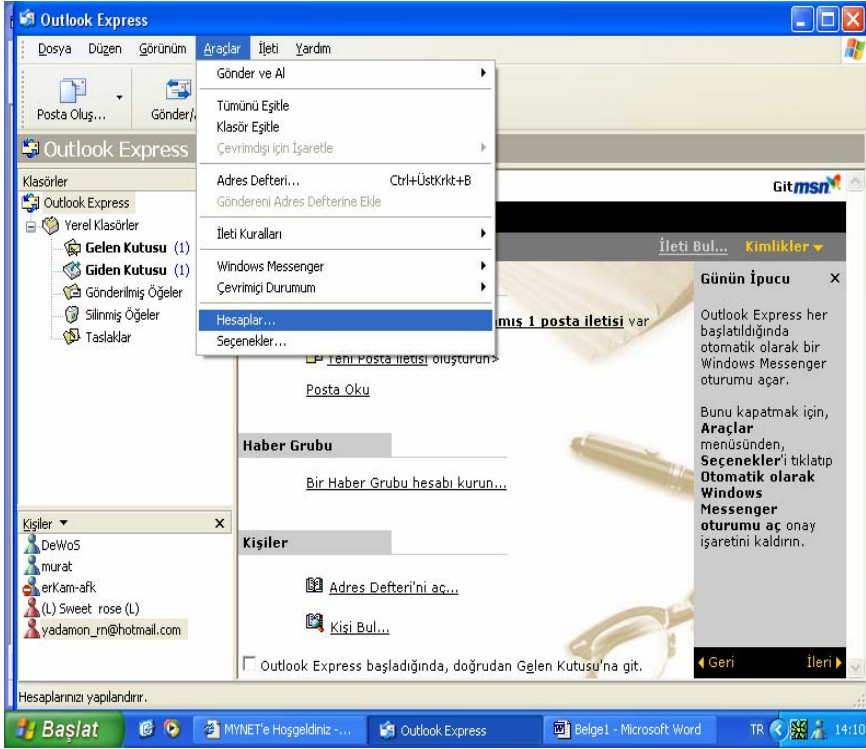 Outlook Express
Dosya Düzen Görünüm Araçlar İleti Yardım
Posta Oluş... Gönder/
Gönder ve Al
Tümünü Eşitle
Klasör Eşitle
Çevrimdışı için İşaretle
Adres Defteri... Ctrl+ÜstKrkt+B
Göndereni Adres Defterine Ekle
İleti Kuralları
Windows Messenger
Çevrimiçi Durumum
Hesaplar...
Seçenekler...
Outlook Express
Klasörler
Outlook Express
Yerel Klasörler
Gelen Kutusu (1)
Giden Kutusu (1)
Gönderilmiş Öğeler
Silinmiş Öğeler
Taslaklar
Kişiler X
DeWoS
murat
erKam-afk
(L) Sweet rose (L)
yadamon_rn@hotmail.com
Git msn
İleti Bul... Kimlikler
mış 1 posta iletisi var
Yeni Posta iletisi oluşturun>
Posta Oku
Haber Grubu
Bir Haber Grubu hesabı kurun...
Kişiler
Adres Defteri'ni aç...
Kişi Bul...
Outlook Express başladığında, doğrudan Gelen Kutusu'na git.
Günün İpucu X
Outlook Express her
başlatıldığında
otomatik olarak bir
Windows Messenger
oturumu açar.
Bunu kapatmak için,
Araçlar
menüsünden,
Seçenekler'i tıklatıp
Otomatik olarak
Windows
Messenger
oturumu aç onay
işaretini kaldırın.
Geri İleri
Hesaplarınızı yapılandırır.
Başlat MYNET'e Hoşgeldiniz -... Outlook Express Belge1 - Microsoft Word TR 14:10